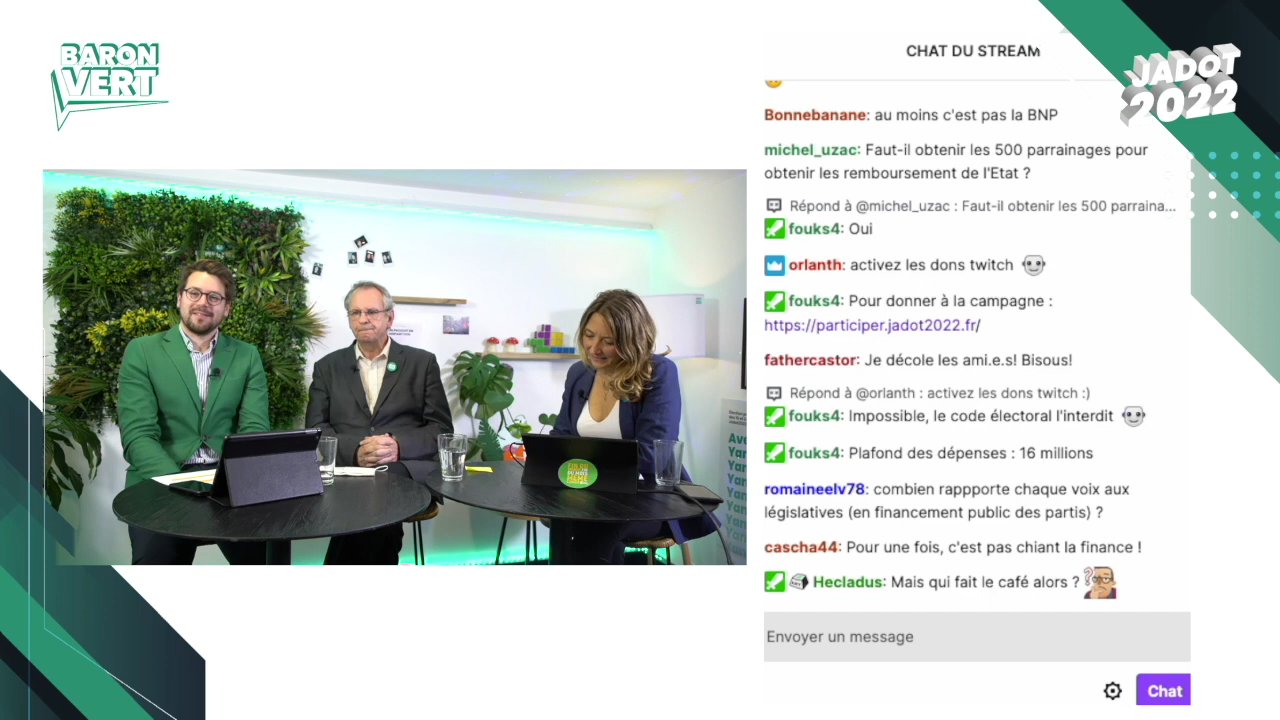 BARON
VERT
JADOT
2022
CHAT DU STREAM
Bonnebanane: au moins c'est pas la BNP
michel_uzac: Faut-il obtenir les 500 parrainages pour
obtenir les remboursement de l'Etat ?
Répond à @michel_uzac : Faut-il obtenir les 500 parraina...
fouks4: Oui
orlanth: activez les dons twitch
fouks4: Pour donner à la campagne :
https://participer.jadot2022.fr/
fathercastor: Je décole les ami.e.s! Bisous!
Répond à @orlanth : activez les dons twitch :)
fouks4: Impossible, le code électoral l'interdit
fouks4: Plafond des dépenses : 16 millions
romaineelv78: combien rappporte chaque voix aux
législatives (en financement public des partis) ?
cascha44: Pour une fois, c'est pas chiant la finance !
Hecladus: Mais qui fait le café alors ?
Envoyer un message
Chat